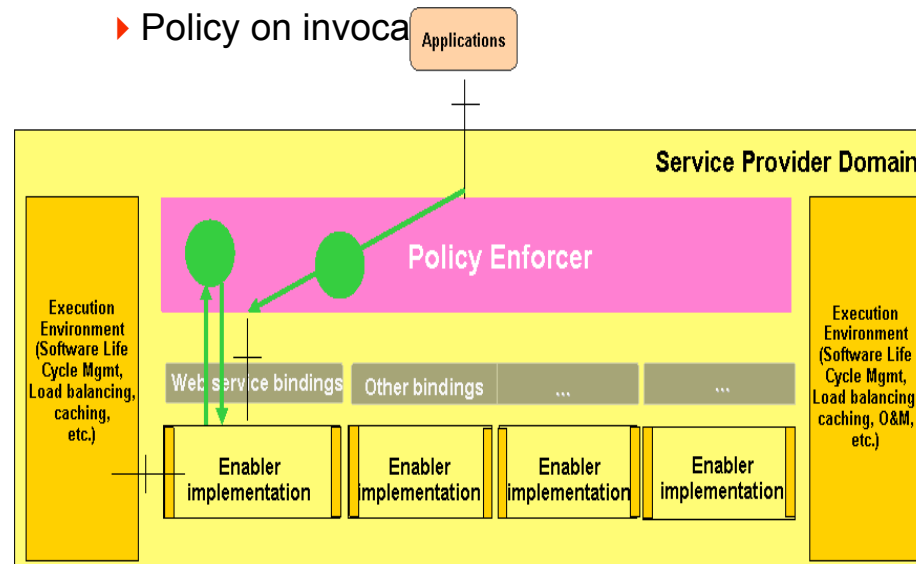 Policy on invoca
Applications
Service Provider Domain
Policy Enforcer
Execution
Environment
(Software Life
Cycle Mgmt,
Load balancing,
caching,
etc.)
Web service bindings
Other bindings
...
...
Execution
Environment
(Software Life
Cycle Mgmt,
Load balancing,
caching, O&M,
etc.)
Enabler
implementation
Enabler
implementation
Enabler
implementation
Enabler
implementation